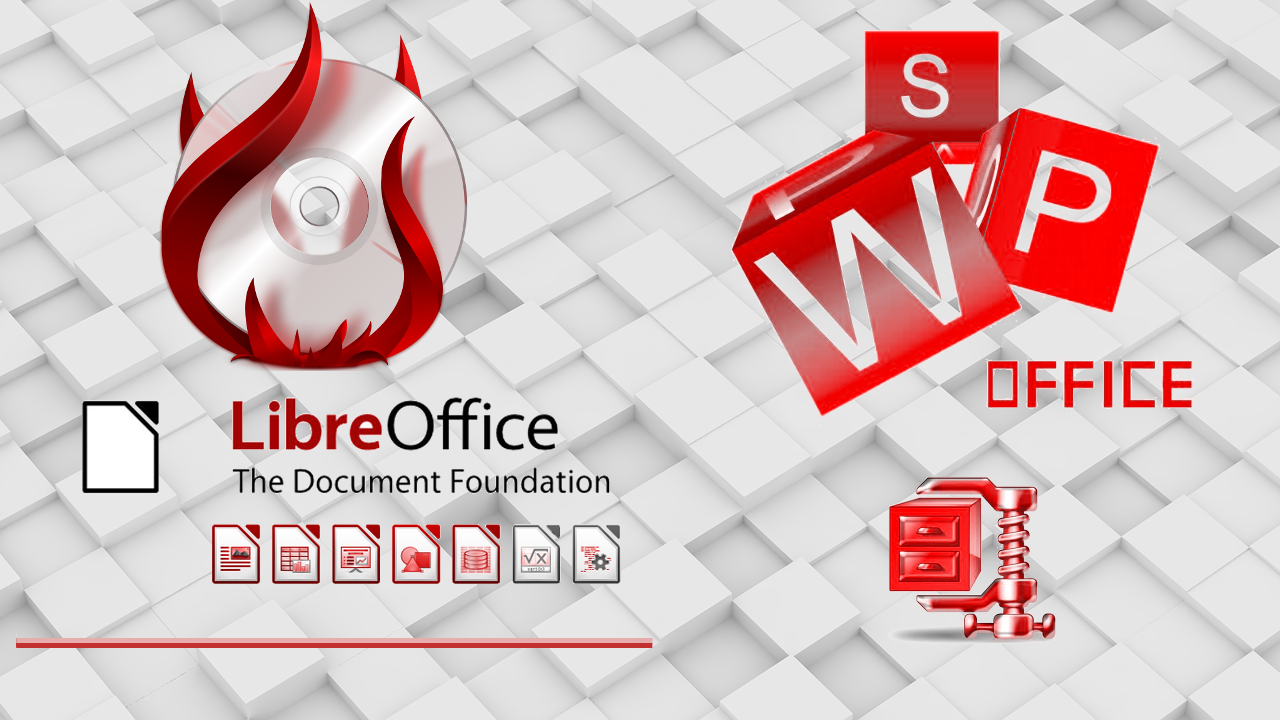 S
P
W
P
LibreOffice
The Document Foundation
OFFICE
√X